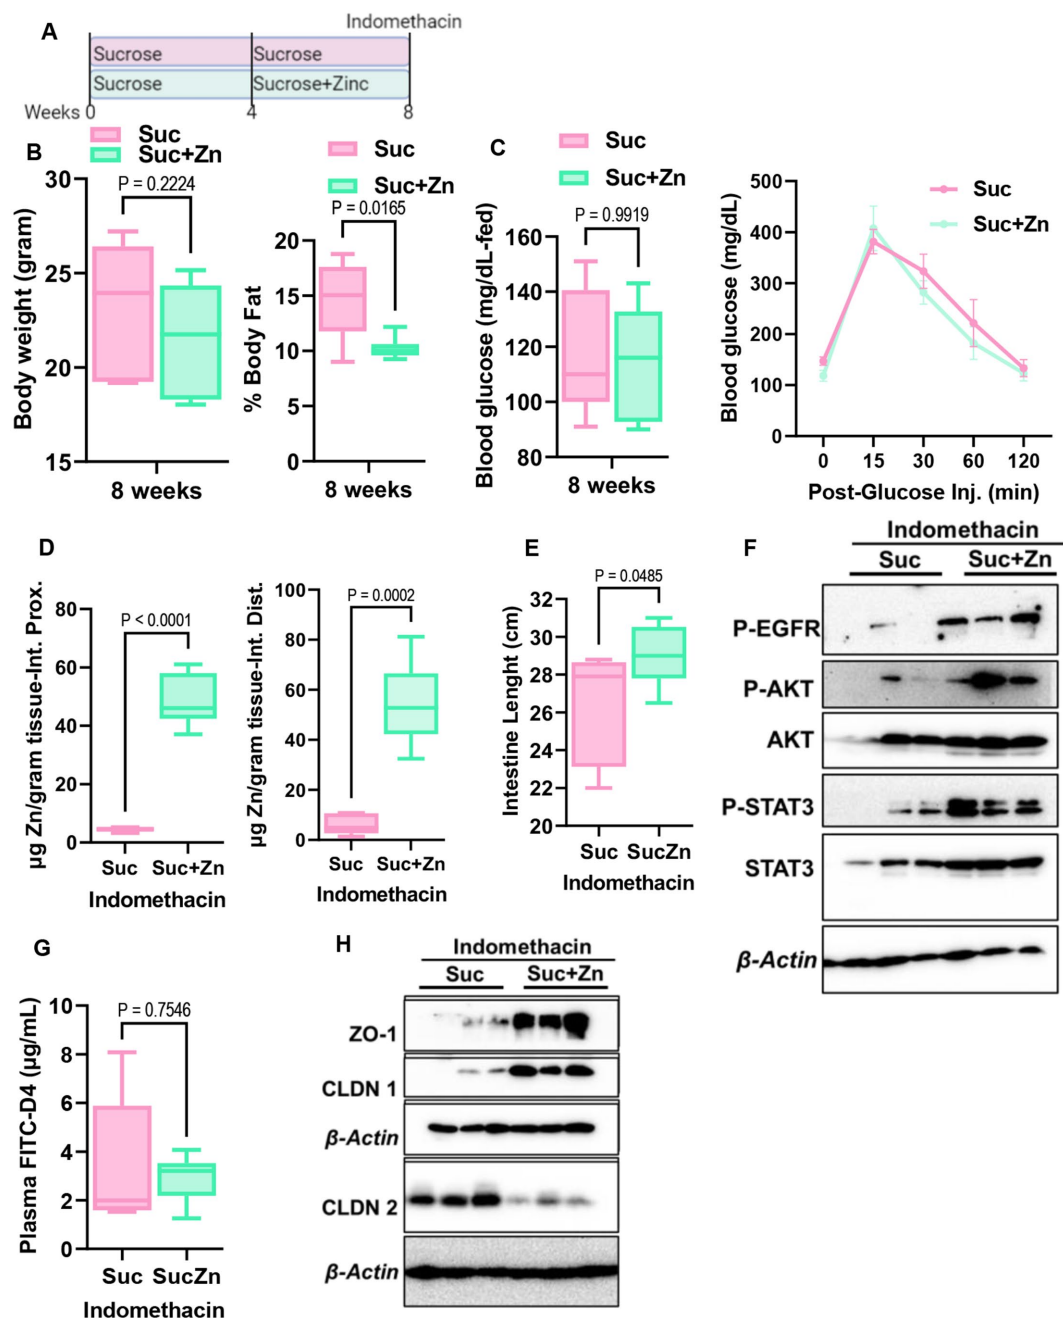 A
Indomethacin
Sucrose
Sucrose
Sucrose
Sucrose+Zinc
Weeks 0
4
8
B
Suc
Suc+Zn
P = 0.2224
30
25
20
15
Body weight (gram)
8 weeks
Suc
Suc+Zn
P = 0.0165
20
15
10
5
0
% Body Fat
8 weeks
C
Suc
Suc+Zn
P = 0.9919
160
140
120
100
80
Blood glucose (mg/dL-fed)
8 weeks
Suc
Suc+Zn
500
400
300
200
100
0
Blood glucose (mg/dL)
0 15 30 60 120
Post-Glucose Inj. (min)
D
P < 0.0001
80
60
40
20
0
µg Zn/gram tissue-Int. Prox.
Suc Suc+Zn
Indomethacin
P = 0.0002
100
80
60
40
20
0
µg Zn/gram tissue-Int. Dist.
Suc Suc+Zn
Indomethacin
E
P = 0.0485
32
30
28
26
24
22
20
Intestine Lenght (cm)
Suc SucZn
Indomethacin
F
Indomethacin
Suc Suc+Zn
P-EGFR
P-AKT
AKT
P-STAT3
STAT3
β-Actin
G
P = 0.7546
10
8
6
4
2
0
Plasma FITC-D4 (µg/mL)
Suc SucZn
Indomethacin
H
Indomethacin
Suc Suc+Zn
ZO-1
CLDN 1
β-Actin
CLDN 2
β-Actin